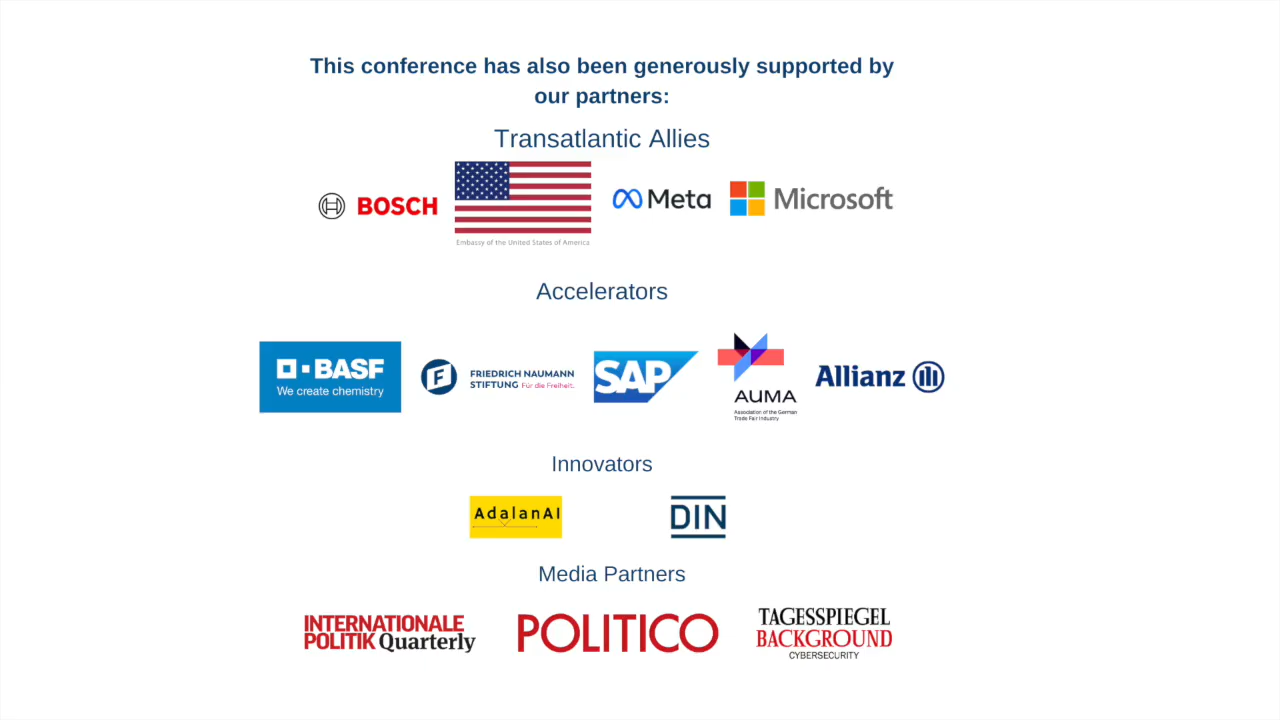 This conference has also been generously supported by
our partners:
Transatlantic Allies
BOSCH
Embassy of the United States of America
Meta
Microsoft
Accelerators
BASF
We create chemistry
FRIEDRICH NAUMANN
STIFTUNG Für die Freiheit.
SAP
AUMA
Association of the German
Trade Fair Industry
Allianz
Innovators
AdalanAI
DIN
Media Partners
INTERNATIONALE
POLITIK Quarterly
POLITICO
TAGESSPIEGEL
BACKGROUND
CYBERSECURITY